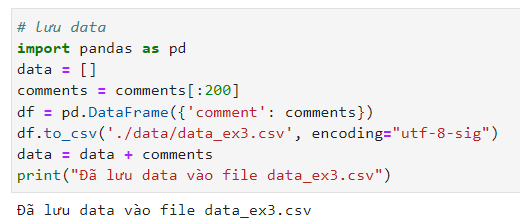 # lưu data
import pandas as pd
data = []
comments = comments[:200]
df = pd.DataFrame({'comment': comments})
df.to_csv('./data/data_ex3.csv', encoding="utf-8-sig")
data = data + comments
print("Đã lưu data vào file data_ex3.csv")
Đã lưu data vào file data_ex3.csv